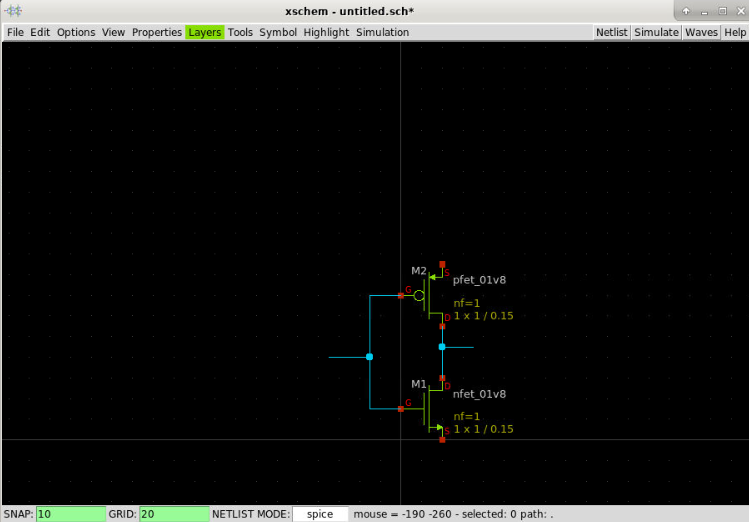 xschem - untitled.sch*
File Edit Options View Properties Layers Tools Symbol Highlight Simulation Netlist Simulate Waves Help
M2
S
pfet_01v8
G
nf=1
D
1 x 1 / 0.15
M1
D
nfet_01v8
G
nf=1
S
1 x 1 / 0.15
SNAP: 10 GRID: 20 NETLIST MODE: spice mouse = -190 -260 - selected: 0 path: .